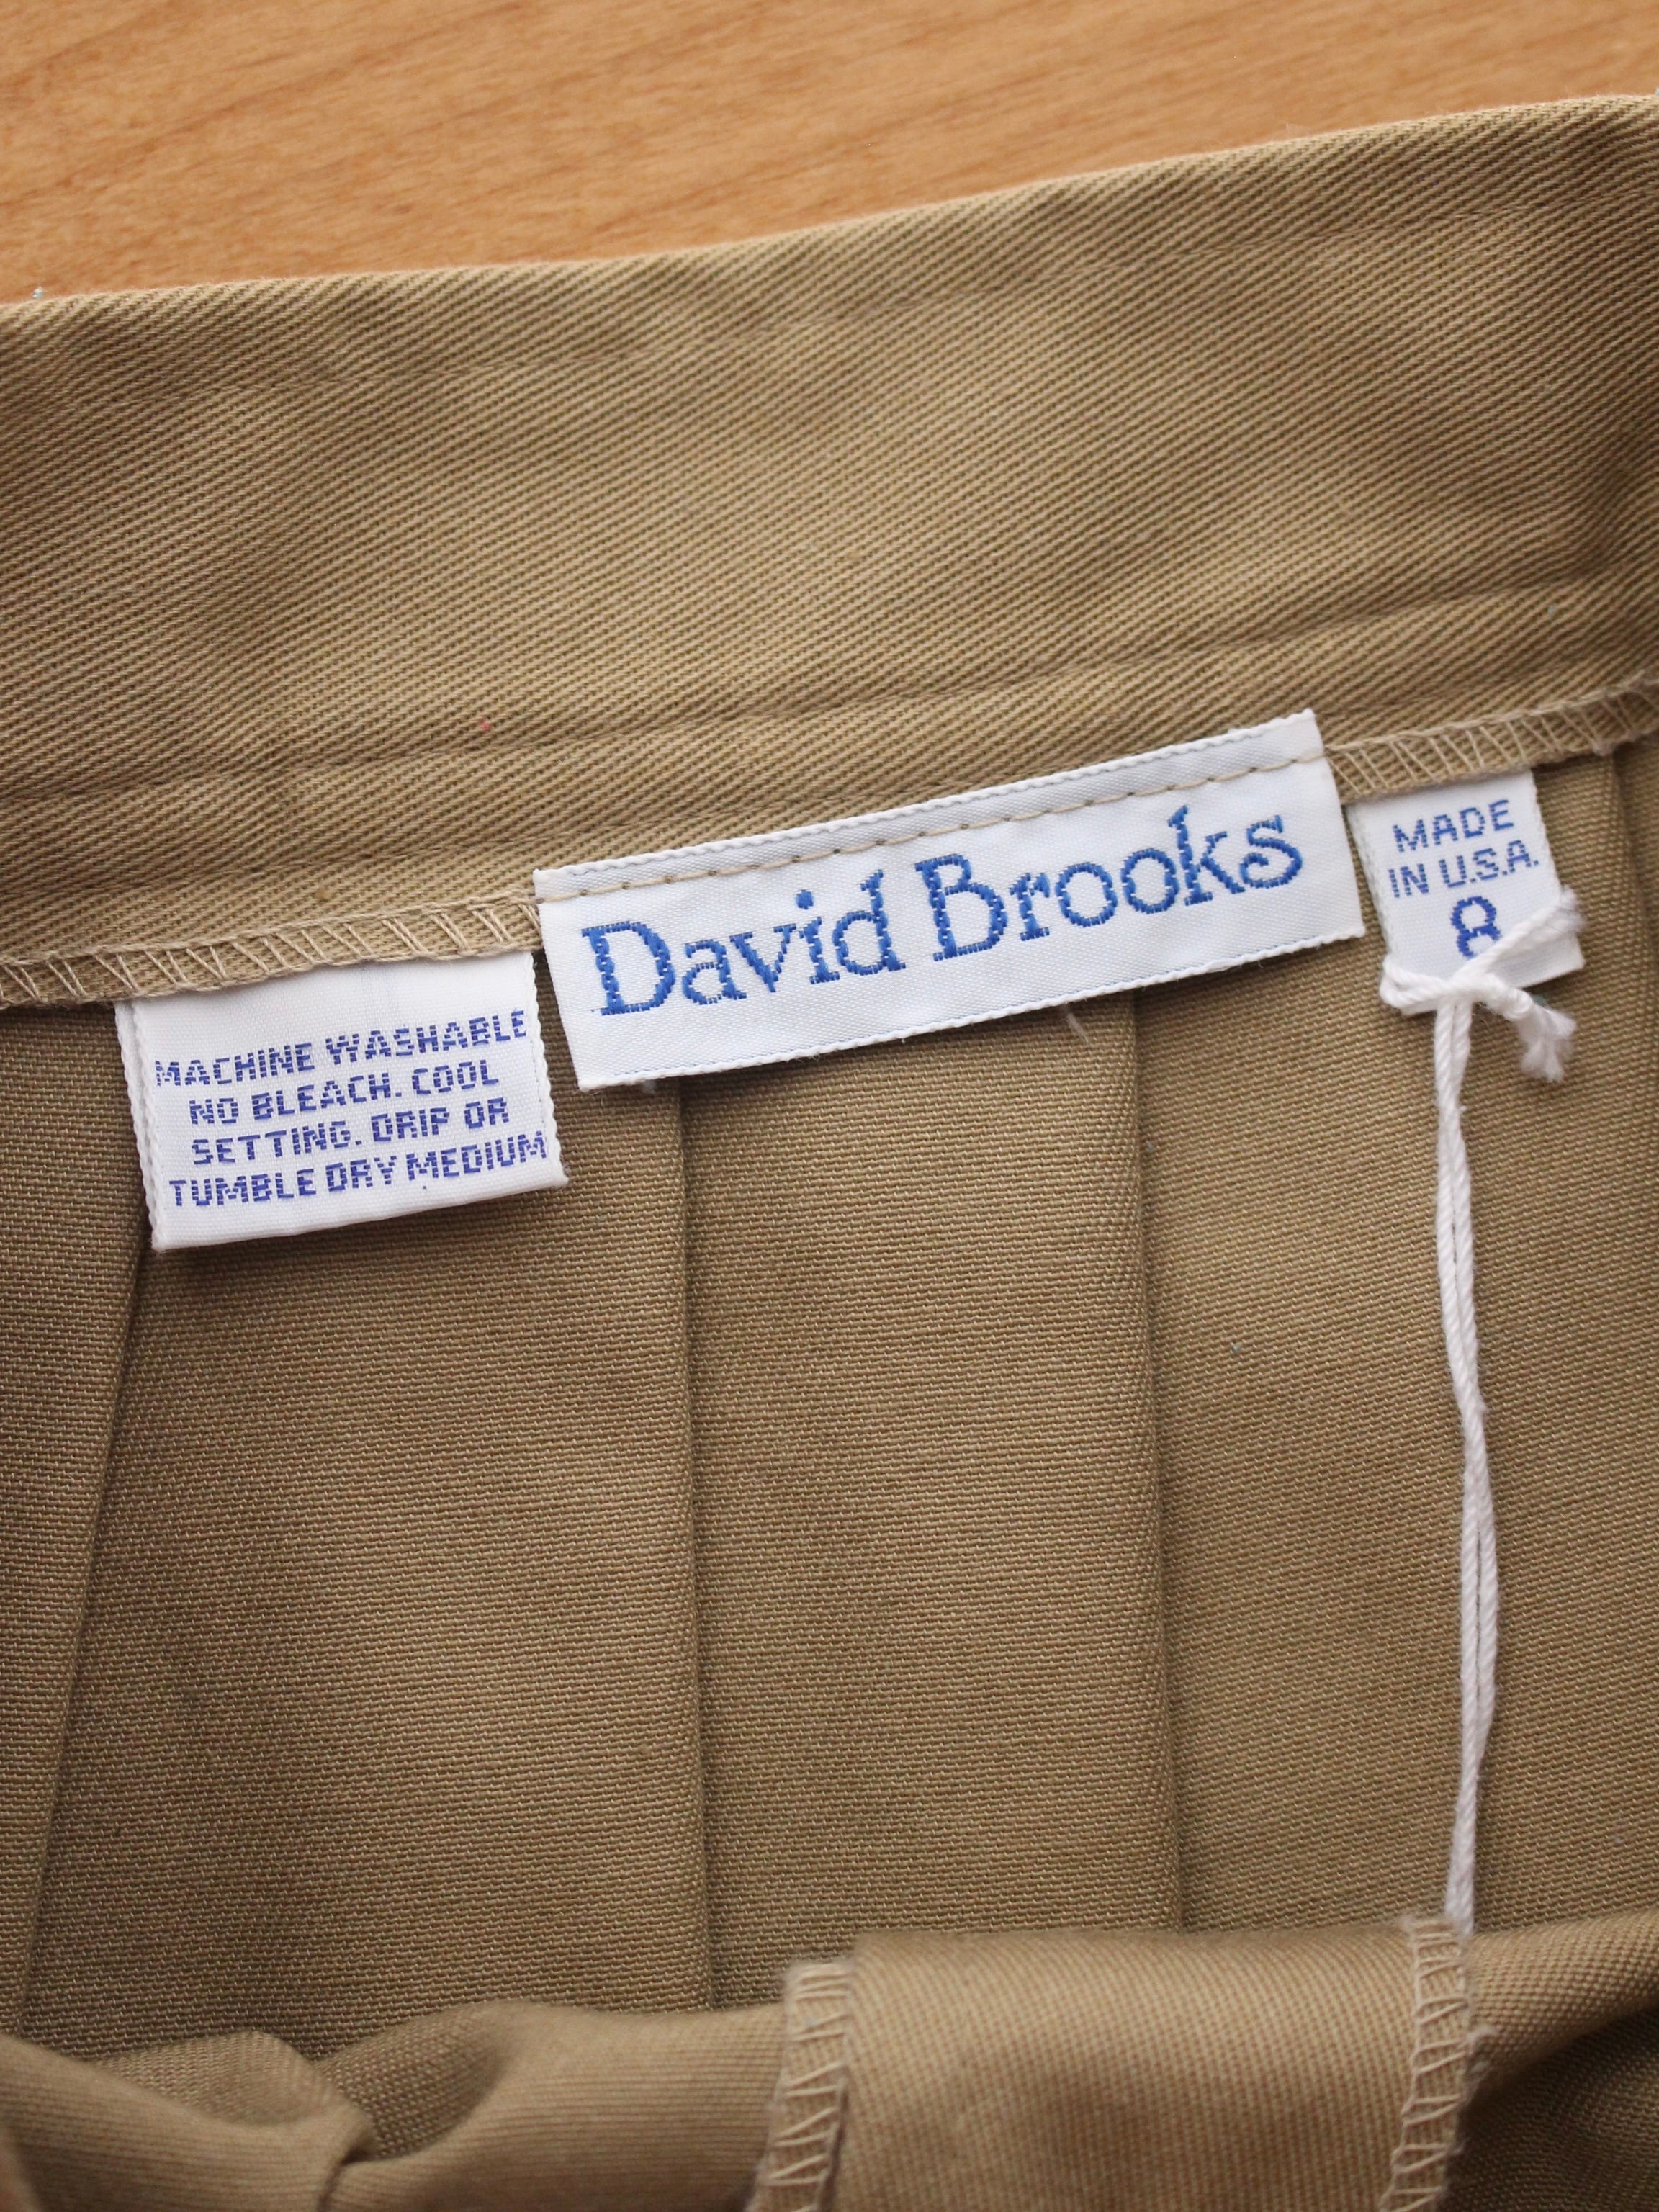 MACHINE WASHABLE
NO BLEACH. COOL
SETTING. DRIP OR
TUMBLE DRY MEDIUM
David Brooks
MADE
IN U.S.A.
8